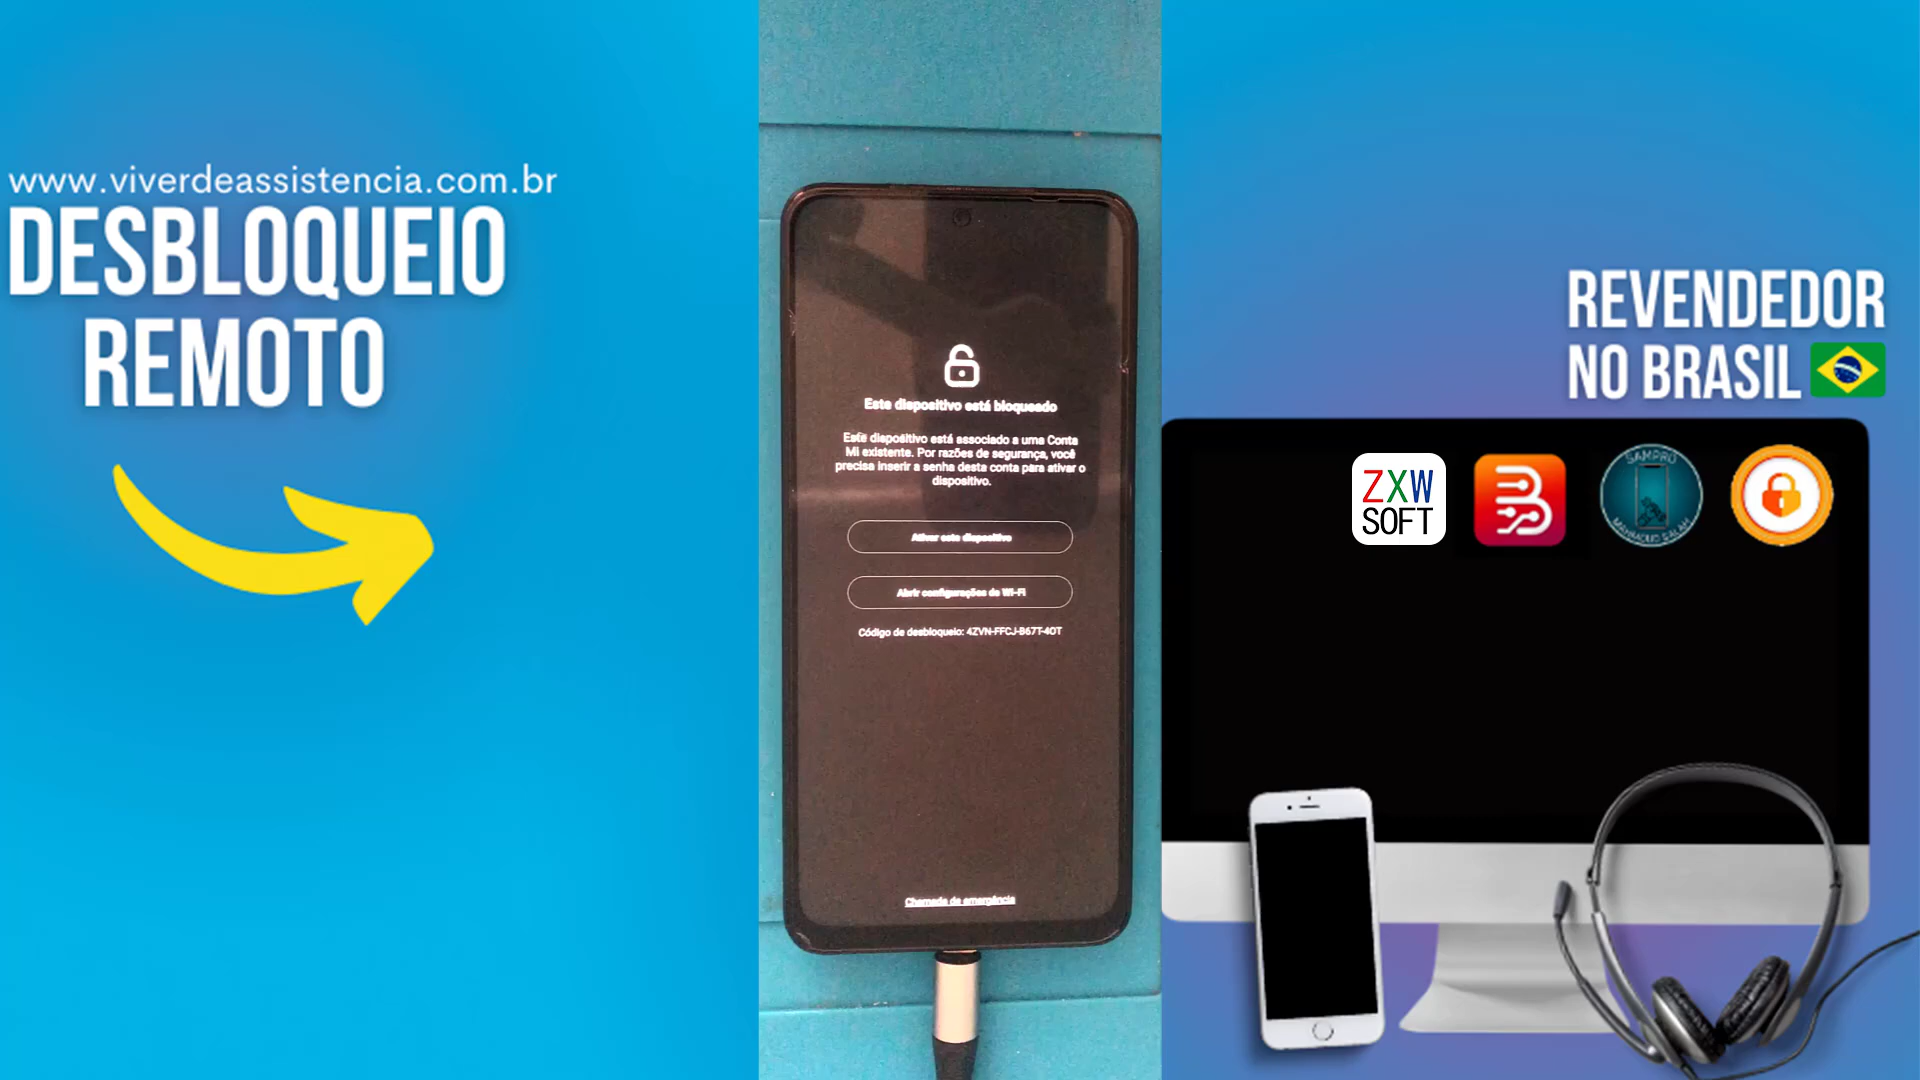 www.viverdeassistencia.com.br
DESBLOQUEIO
REMOTO
Este dispositivo está bloqueado
Este dispositivo está associado a uma Conta
Mi existente. Por razões de segurança, você
precisa inserir a senha desta conta para ativar o
dispositivo.
Ativar este dispositivo
Abrir configurações de Wi-Fi
Código de desbloqueio: 4ZVN-FFCJ-B67T-4OT
Chamada de emergência
REVENDEDOR
NO BRASIL
ZXW
SOFT
SAMPRO
MAHMOUD SALAH